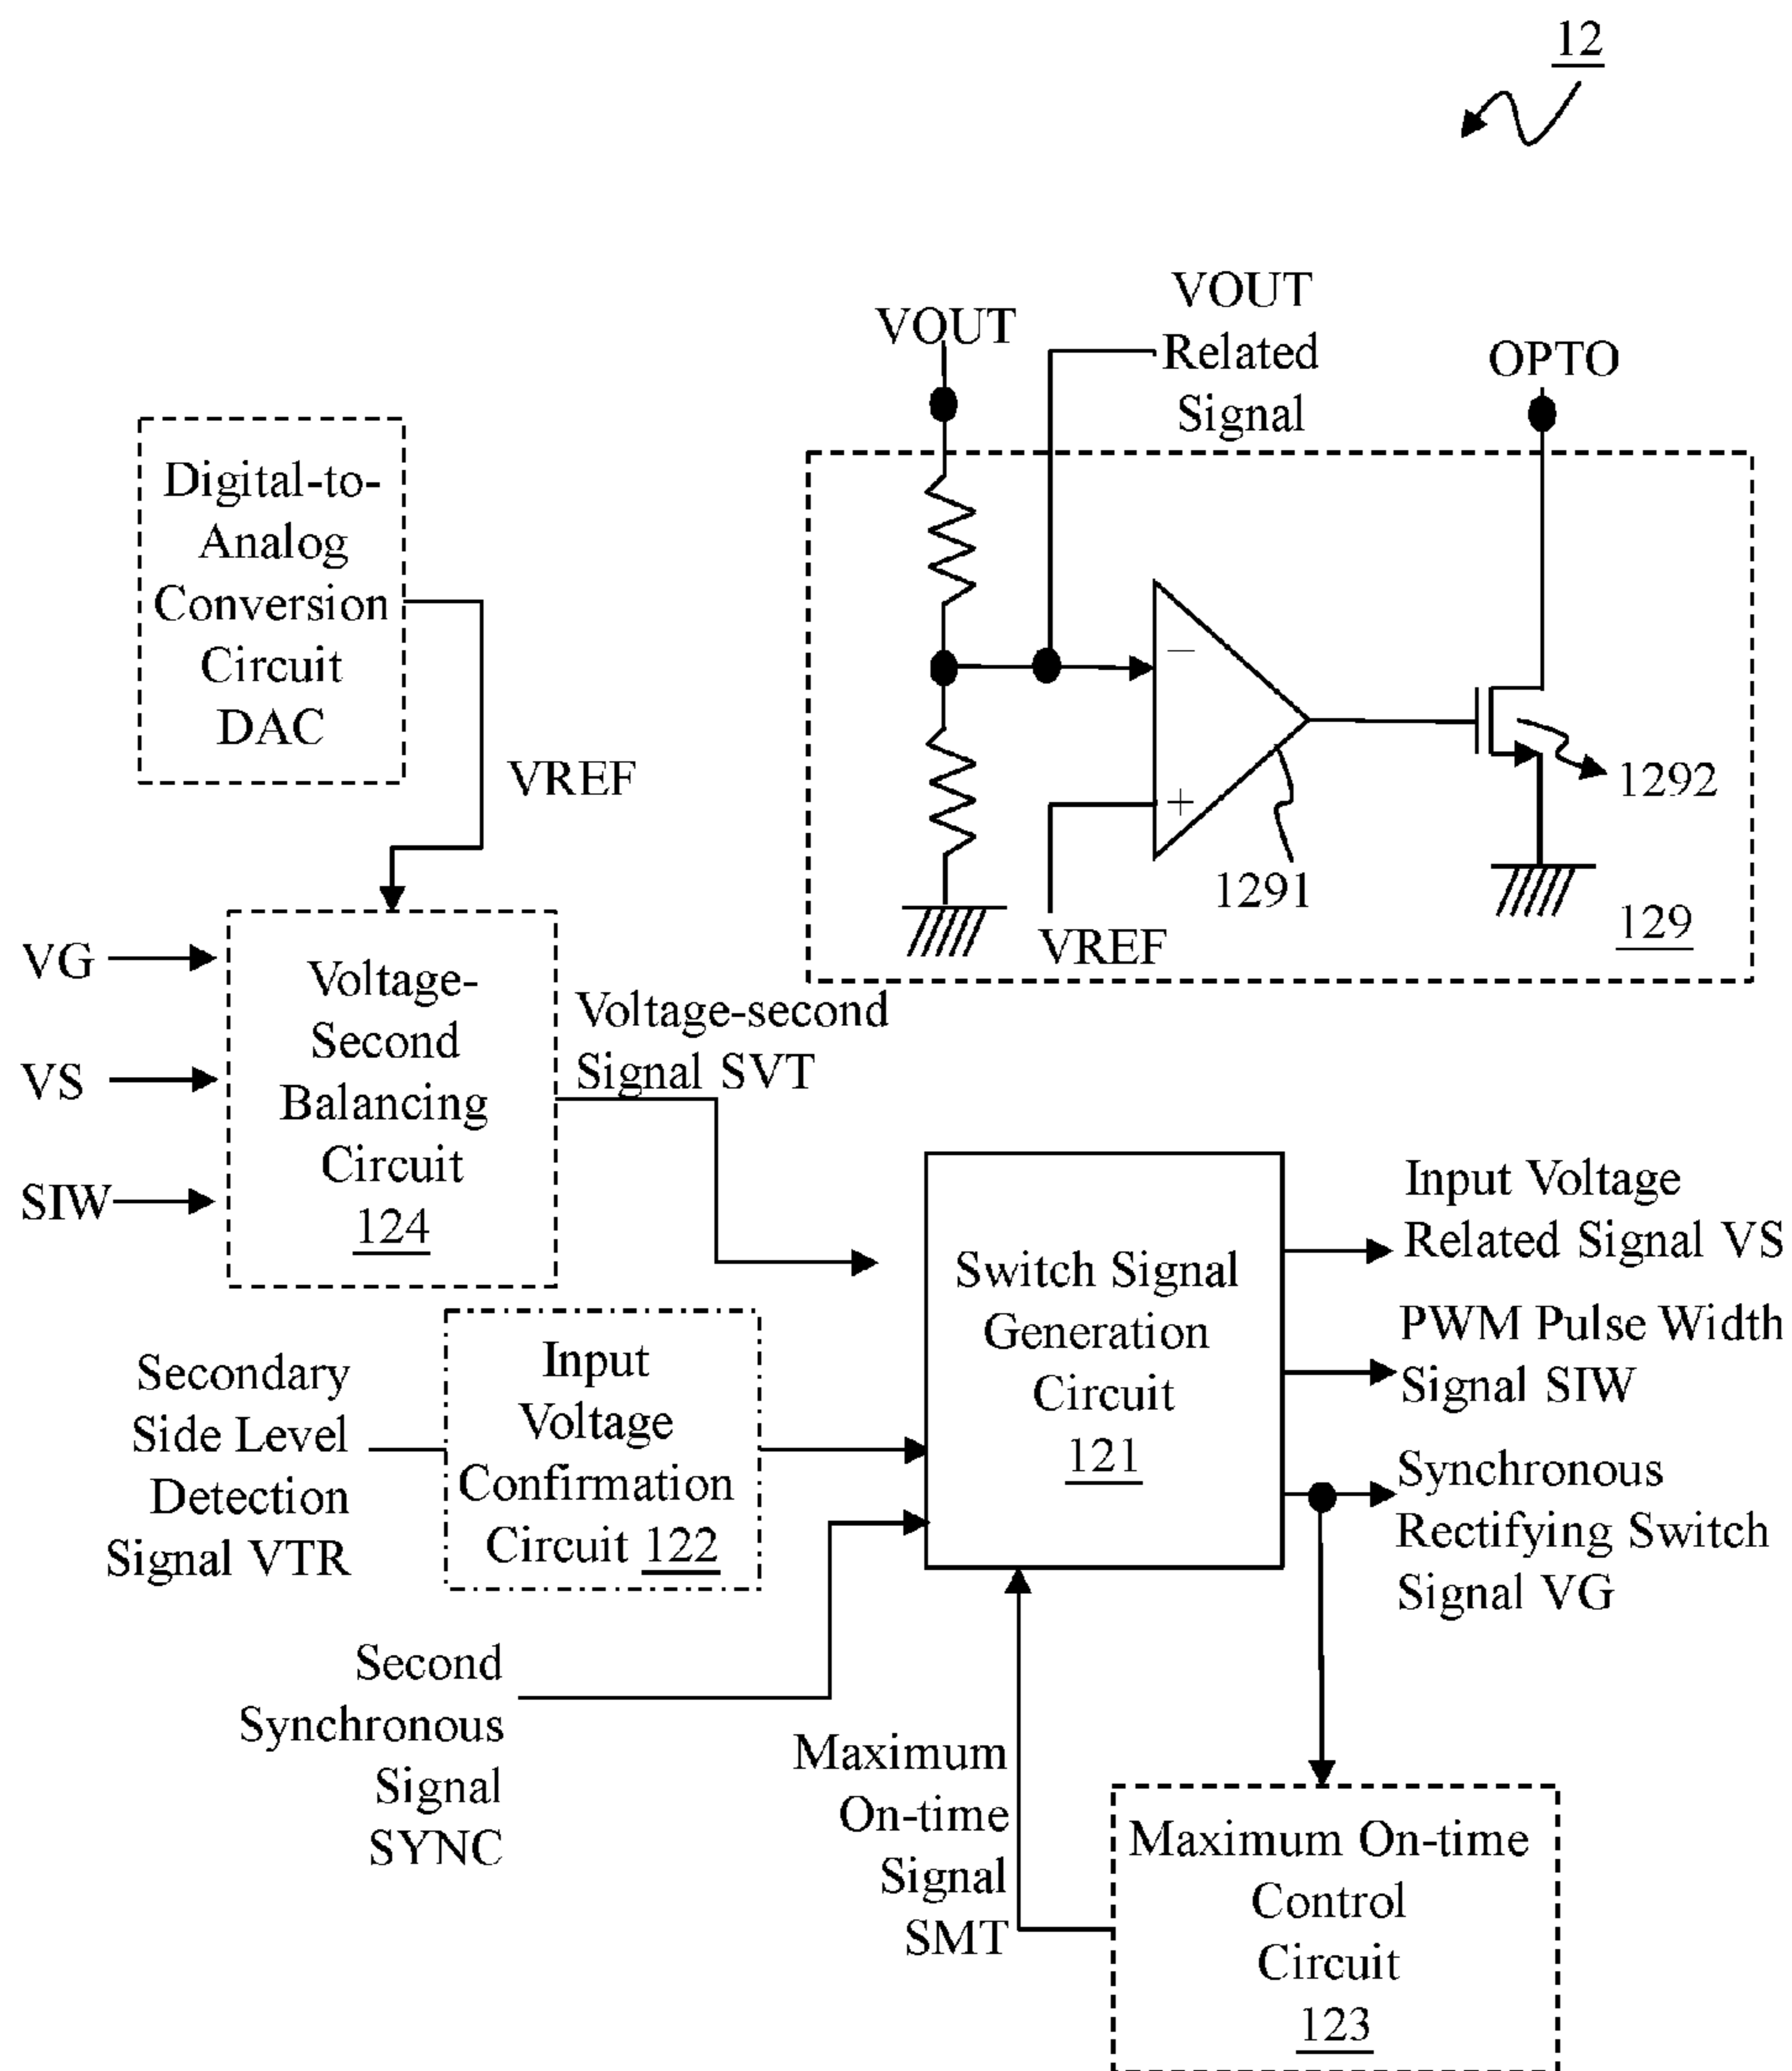 12
VOUT
VOUT
Related
Signal
OPTO
Digital-to-
Analog
Conversion
Circuit
DAC
VREF
−
+
1291
1292
VREF
129
VG
VS
SIW
Voltage-
Second
Balancing
Circuit
124
Voltage-second
Signal SVT
Switch Signal
Generation
Circuit
121
Input Voltage
Related Signal VS
PWM Pulse Width
Signal SIW
Synchronous
Rectifying Switch
Signal VG
Secondary
Side Level
Detection
Signal VTR
Input
Voltage
Confirmation
Circuit 122
Second
Synchronous
Signal
SYNC
Maximum
On-time
Signal
SMT
Maximum On-time
Control
Circuit
123